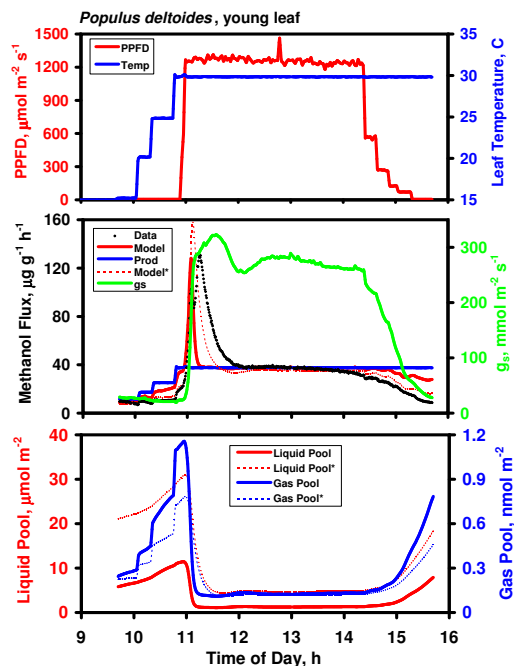 Populus deltoides, young leaf
1500
1200
900
600
300
0
PPFD, μmol m-2 s-1
PPFD
Temp
35
30
25
20
15
Leaf Temperature, C
160
120
80
40
0
Methanol Flux, μg g-1 h-1
Data
Model
Prod
Model*
gs
300
200
100
0
gs, mmol m-2 s-1
40
30
20
10
0
Liquid Pool, μmol m-2
Liquid Pool
Liquid Pool*
Gas Pool
Gas Pool*
1.2
0.9
0.6
0.3
0.0
Gas Pool, nmol m-2
9 10 11 12 13 14 15 16
Time of Day, h